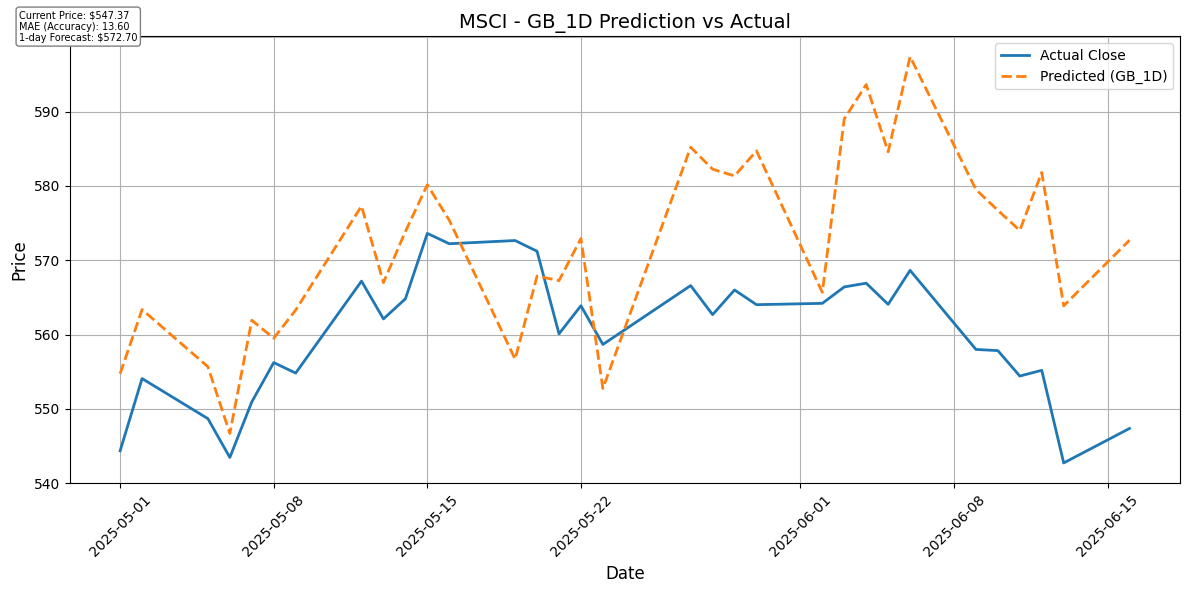 MSCI - GB_1D Prediction vs Actual
Current Price: $547.37
MAE (Accuracy): 13.60
1-day Forecast: $572.70
Actual Close
Predicted (GB_1D)
Price
590
580
570
560
550
540
2025-05-01
2025-05-08
2025-05-15
2025-05-22
2025-06-01
2025-06-08
2025-06-15
Date